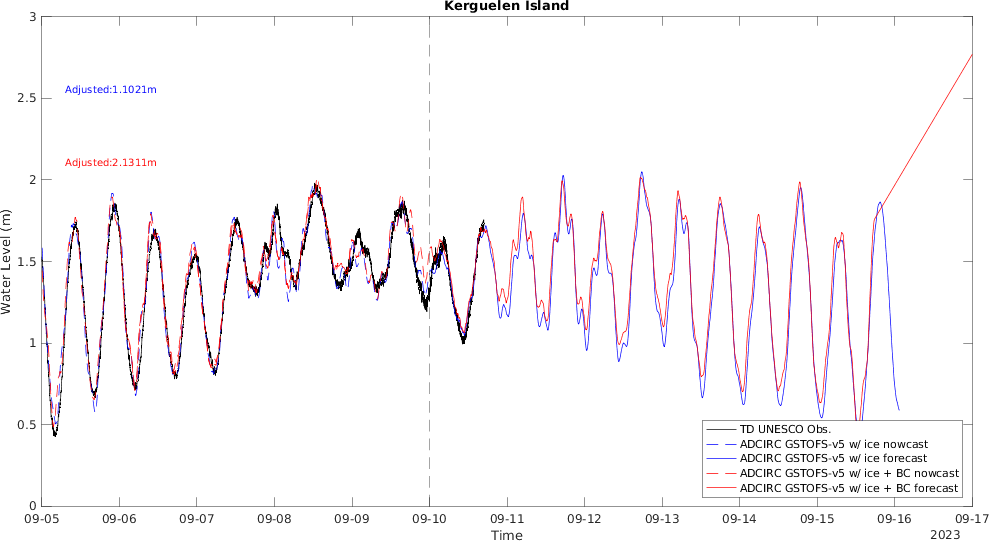 Kerguelen Island
3
2.5
2
1.5
1
0.5
0
Water Level (m)
Adjusted:1.1021m
Adjusted:2.1311m
TD UNESCO Obs.
ADCIRC GSTOFS-v5 w/ ice nowcast
ADCIRC GSTOFS-v5 w/ ice forecast
ADCIRC GSTOFS-v5 w/ ice + BC nowcast
ADCIRC GSTOFS-v5 w/ ice + BC forecast
09-05 09-06 09-07 09-08 09-09 09-10 09-11 09-12 09-13 09-14 09-15 09-16 09-17
Time
2023